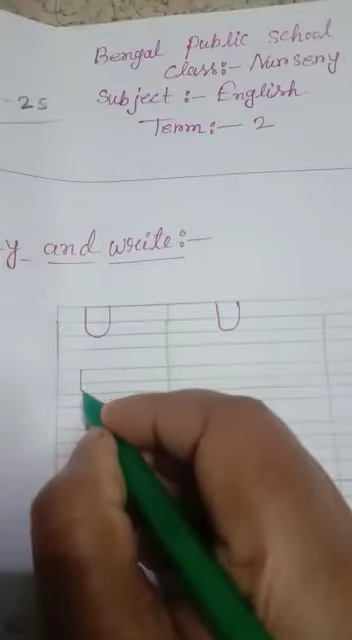 Bengal Public School
Class:- Nursery
-25
Subject :- English.
Term:- 2
y and write:-
U U